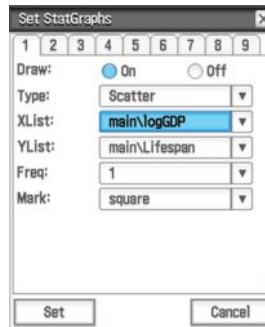 Set StatGraphs
1 2 3 4 5 6 7 8 9
Draw: On Off
Type: Scatter
XList: main\logGDP
YList: main\Lifespan
Freq: 1
Mark: square
Set Cancel